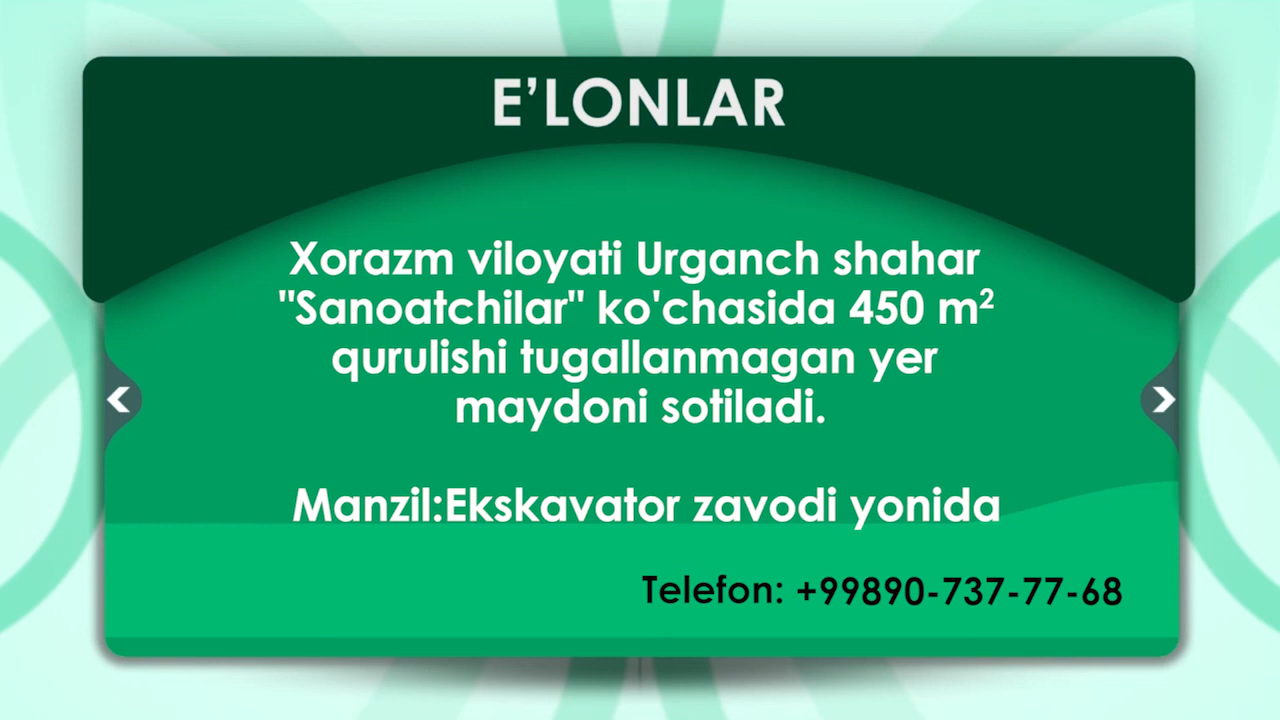 E’LONLAR
Xorazm viloyati Urganch shahar
"Sanoatchilar" ko'chasida 450 m²
qurulishi tugallanmagan yer
maydoni sotiladi.
Manzil:Ekskavator zavodi yonida
Telefon: +99890-737-77-68